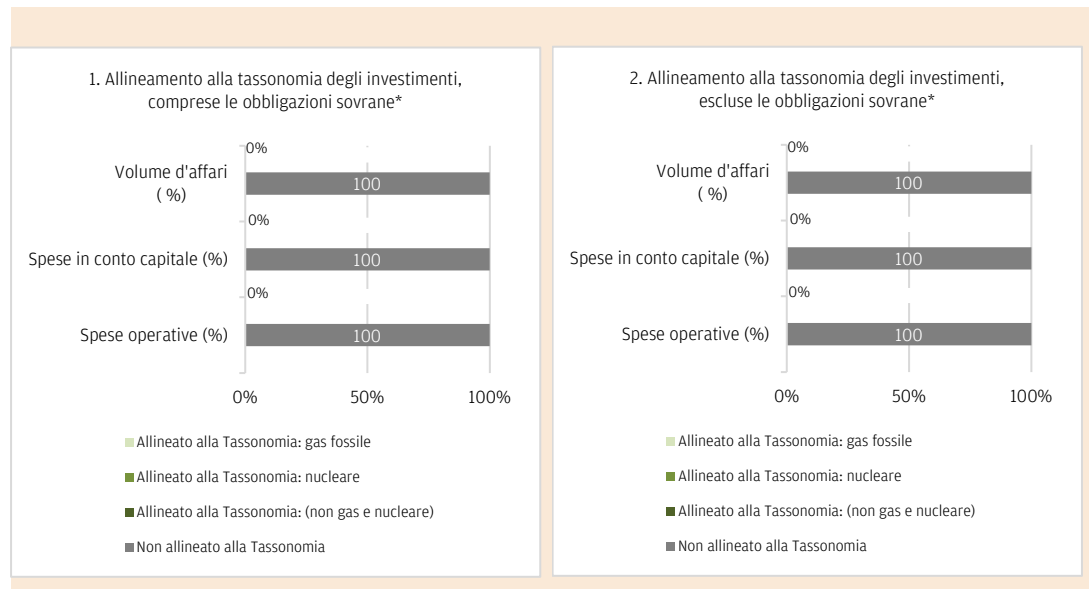 1. Allineamento alla tassonomia degli investimenti,
comprese le obbligazioni sovrane*
0%
Volume d'affari
( %)
100
0%
Spese in conto capitale (%)
100
0%
Spese operative (%)
100
0%
50%
100%
Allineato alla Tassonomia: gas fossile
Allineato alla Tassonomia: nucleare
Allineato alla Tassonomia: (non gas e nucleare)
Non allineato alla Tassonomia
2. Allineamento alla tassonomia degli investimenti,
escluse le obbligazioni sovrane*
0%
Volume d'affari
( %)
100
0%
Spese in conto capitale (%)
100
0%
Spese operative (%)
100
0%
50%
100%
Allineato alla Tassonomia: gas fossile
Allineato alla Tassonomia: nucleare
Allineato alla Tassonomia: (non gas e nucleare)
Non allineato alla Tassonomia